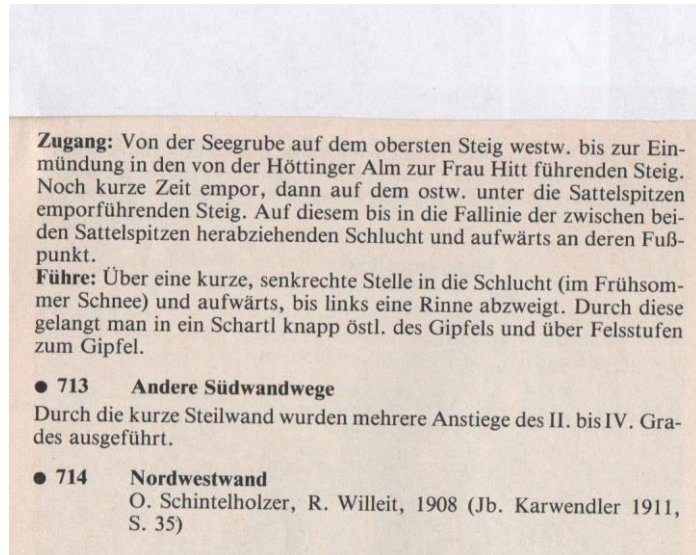 Zugang: Von der Seegrube auf dem obersten Steig westw. bis zur Ein-
mündung in den von der Höttinger Alm zur Frau Hitt führenden Steig.
Noch kurze Zeit empor, dann auf dem ostw. unter die Sattelspitzen
emporführenden Steig. Auf diesem bis in die Fallinie der zwischen bei-
den Sattelspitzen herabziehenden Schlucht und aufwärts an deren Fuß-
punkt.
Führe: Über eine kurze, senkrechte Stelle in die Schlucht (im Frühsom-
mer Schnee) und aufwärts, bis links eine Rinne abzweigt. Durch diese
gelangt man in ein Schartl knapp östl. des Gipfels und über Felsstufen
zum Gipfel.
● 713 Andere Südwandwege
Durch die kurze Steilwand wurden mehrere Anstiege des II. bis IV. Gra-
des ausgeführt.
● 714 Nordwestwand
O. Schintelholzer, R. Willeit, 1908 (Jb. Karwendler 1911,
S. 35)